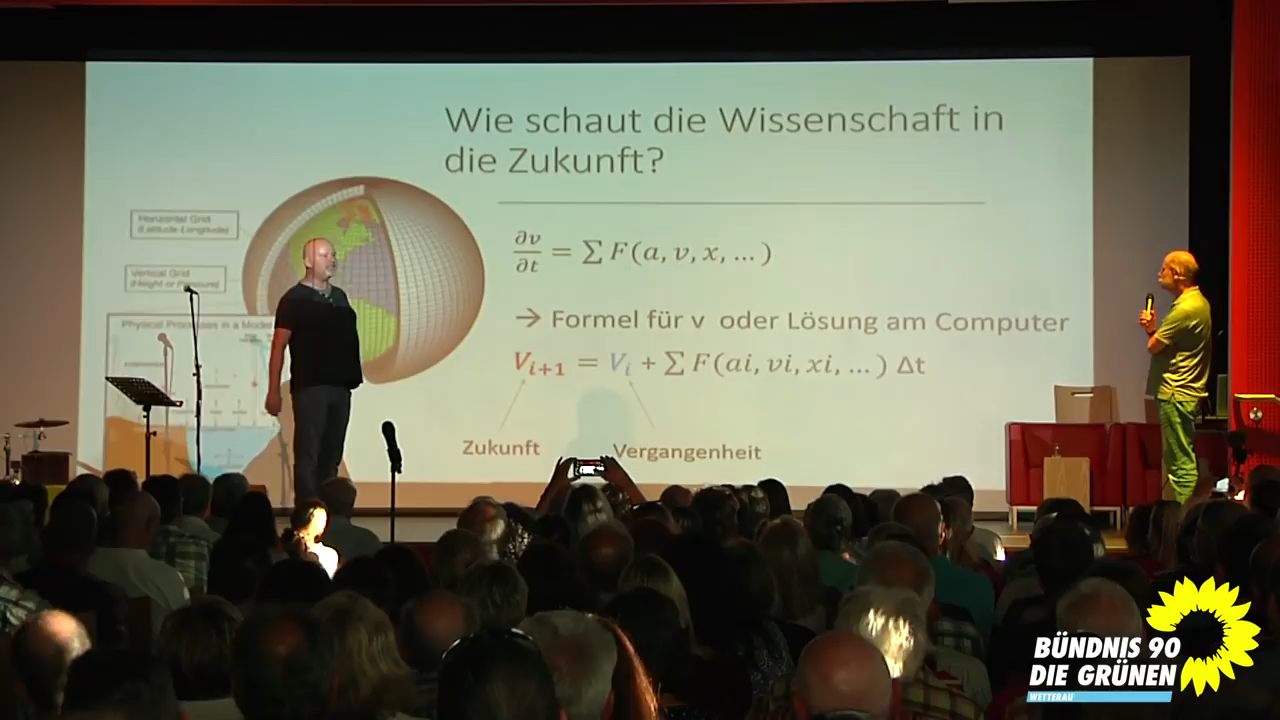 Wie schaut die Wissenschaft in
die Zukunft?
Horizontal Grid
(Latitude-Longitude)
Vertical Grid
(Height or Pressure)
Physical Processes in a Model
∂v/∂t = ∑ F(a, v, x, … )
→ Formel für v oder Lösung am Computer
Vi+1 = Vi + ∑ F(ai, vi, xi, … ) Δt
Zukunft
Vergangenheit
BÜNDNIS 90
DIE GRÜNEN
WETTERAU